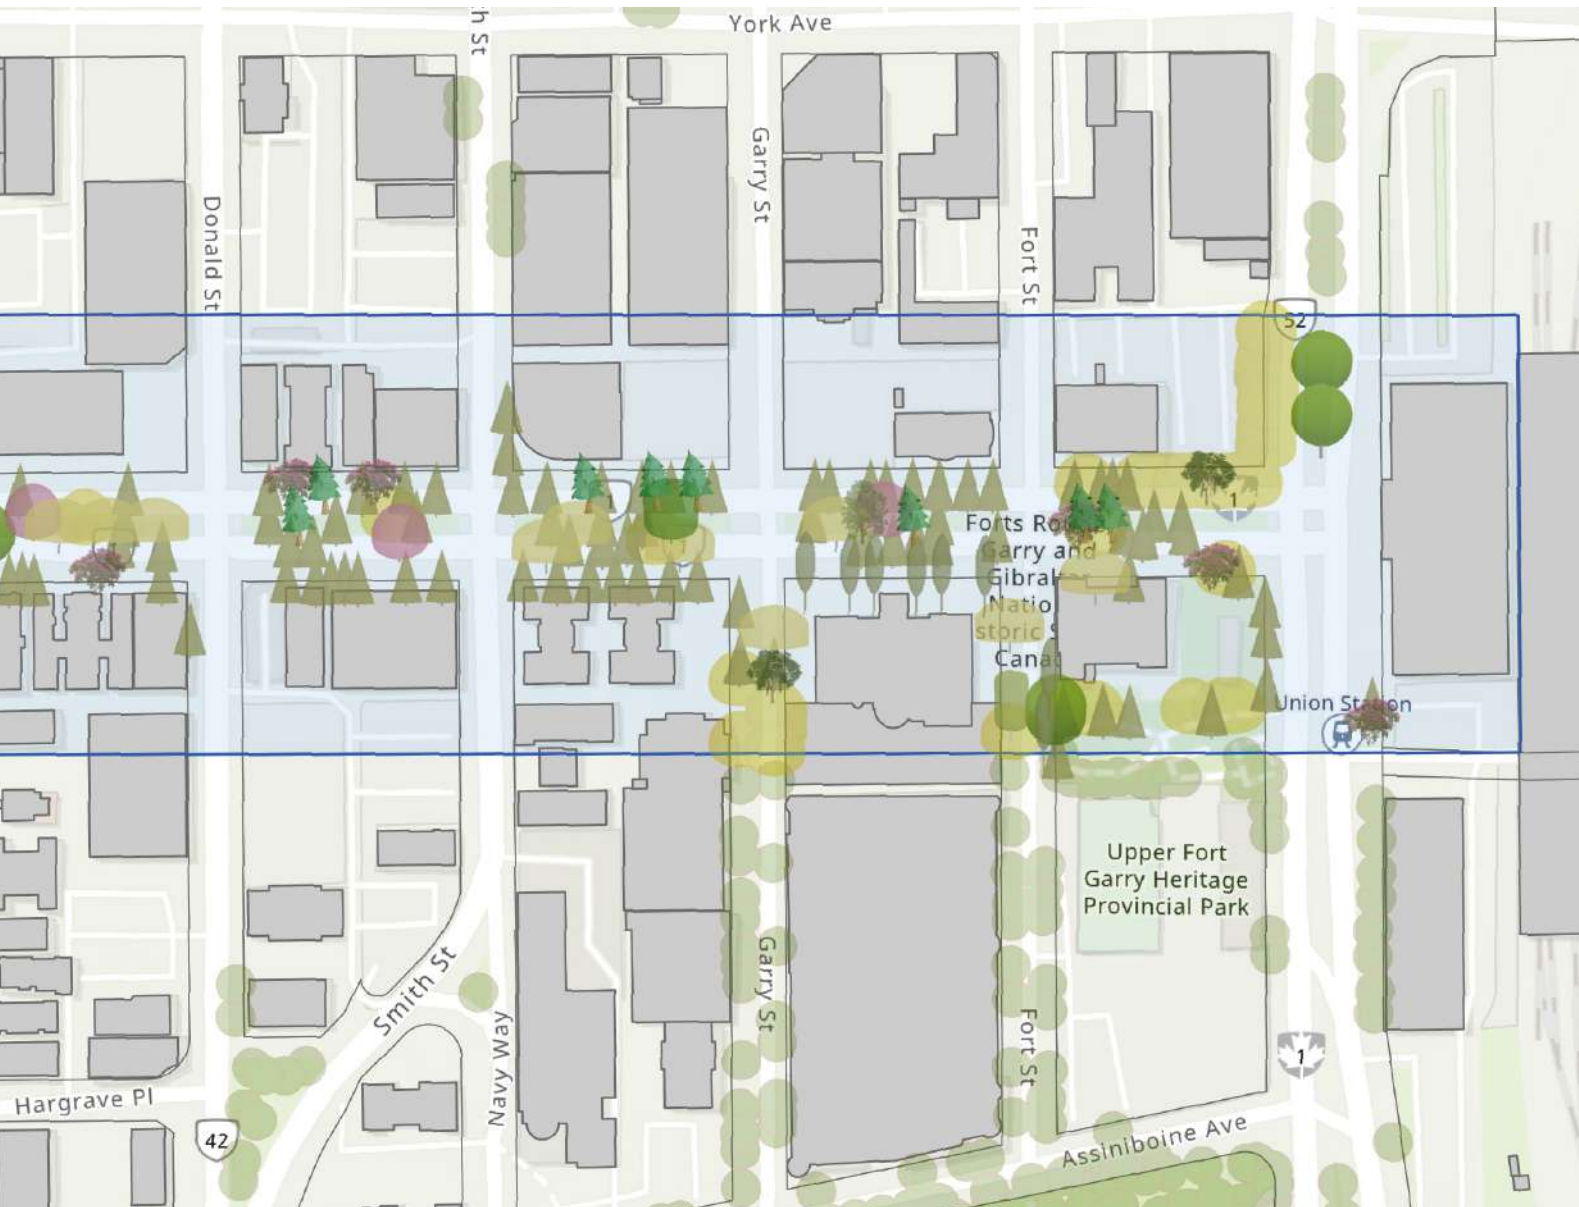 York Ave
h St
Garry St
Donald St
Fort St
52
1
1
Forts Ro
Garry and
Gibral
Natio
storic S
Cana
Union Station
Upper Fort
Garry Heritage
Provincial Park
Garry St
Smith St
Navy Way
Fort St
1
Hargrave Pl
42
Assiniboine Ave